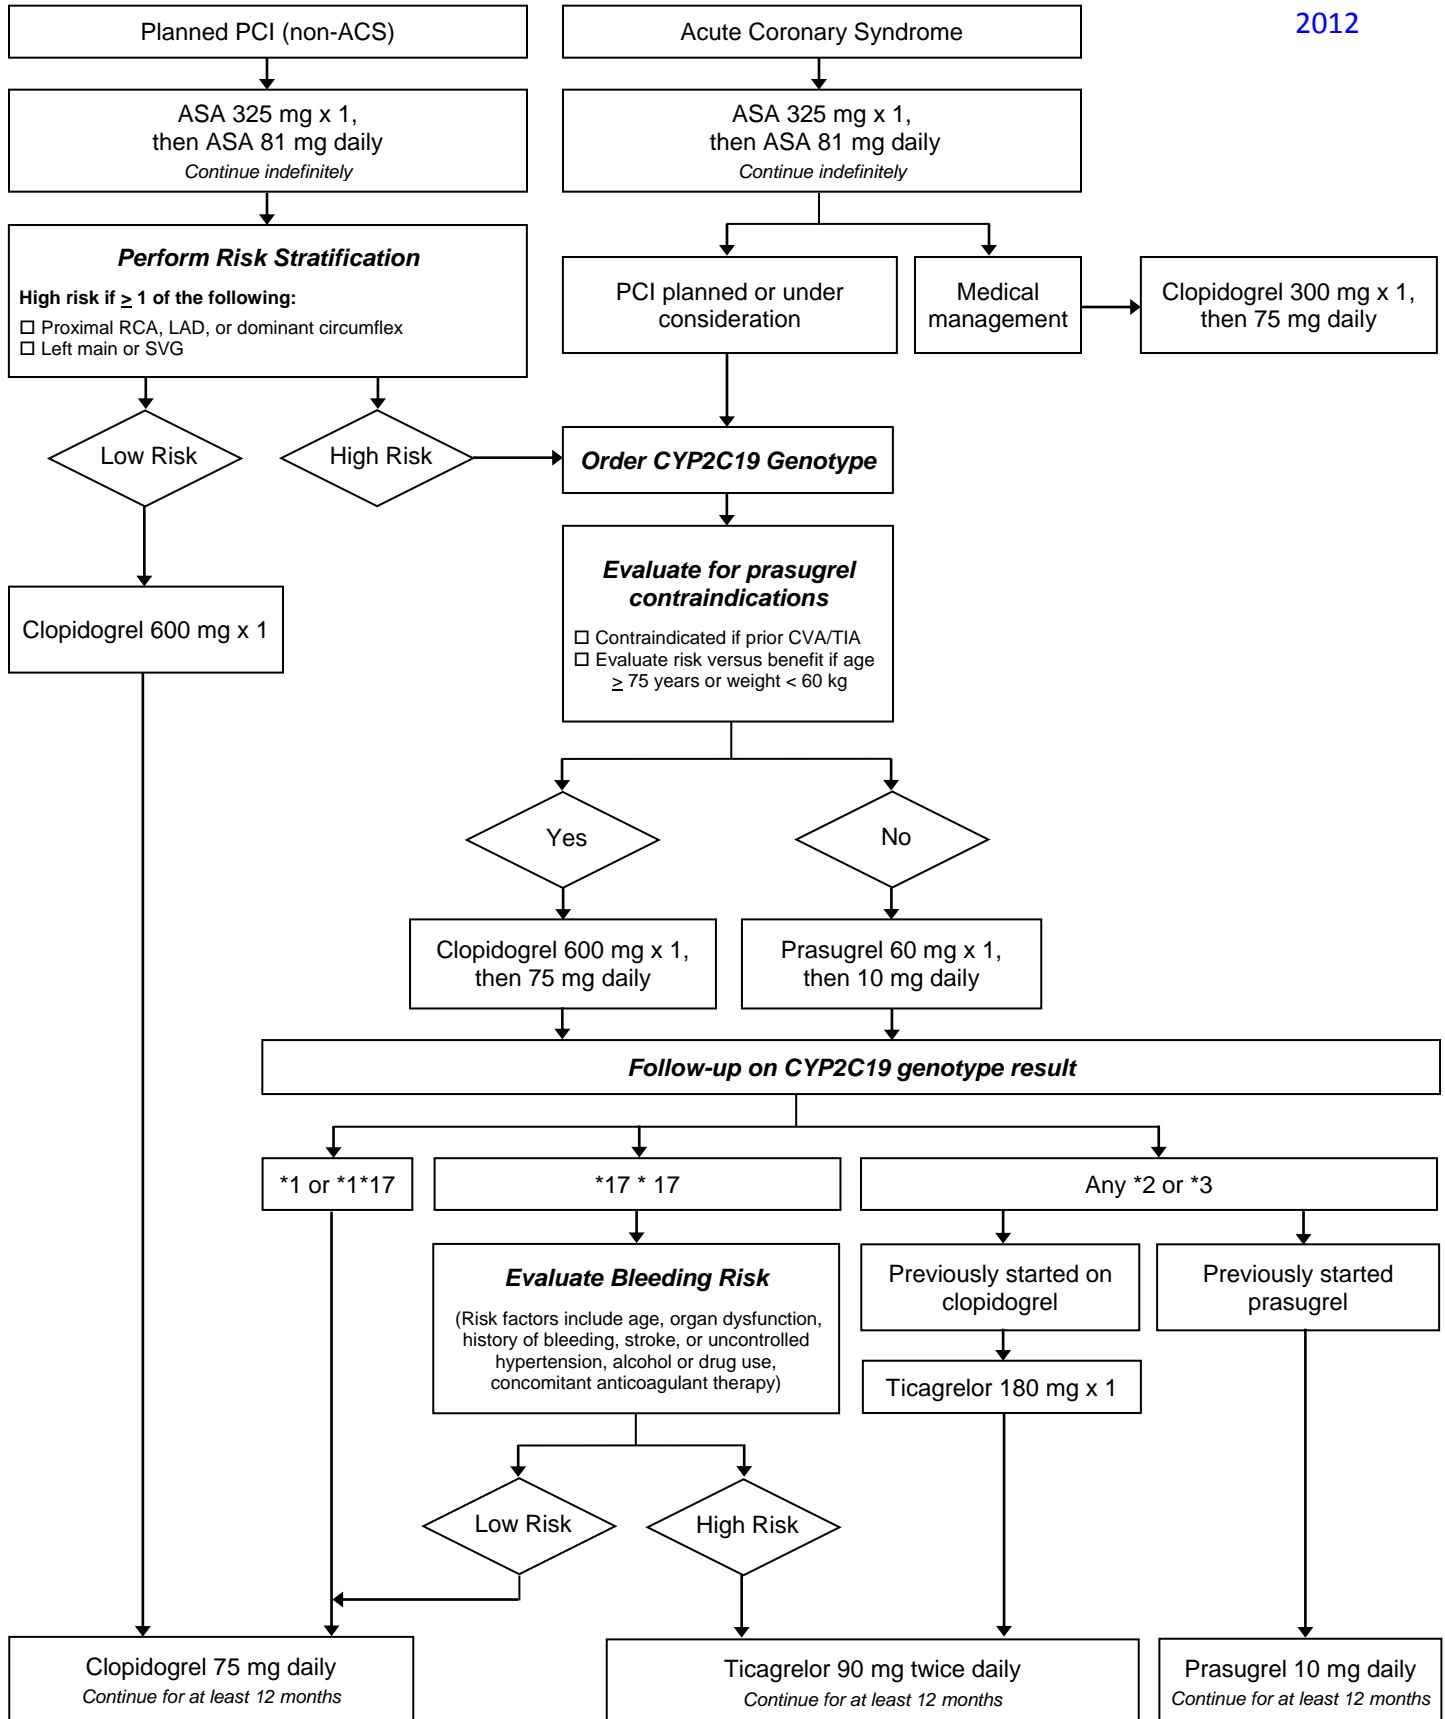 2012
Planned PCI (non-ACS)
Acute Coronary Syndrome
ASA 325 mg x 1,
then ASA 81 mg daily
Continue indefinitely
ASA 325 mg x 1,
then ASA 81 mg daily
Continue indefinitely
Perform Risk Stratification
High risk if ≥ 1 of the following:
☐ Proximal RCA, LAD, or dominant circumflex
☐ Left main or SVG
PCI planned or under
consideration
Medical
management
Clopidogrel 300 mg x 1,
then 75 mg daily
Low Risk
High Risk
Order CYP2C19 Genotype
Clopidogrel 600 mg x 1
Evaluate for prasugrel
contraindications
☐ Contraindicated if prior CVA/TIA
☐ Evaluate risk versus benefit if age
≥ 75 years or weight < 60 kg
Yes
No
Clopidogrel 600 mg x 1,
then 75 mg daily
Prasugrel 60 mg x 1,
then 10 mg daily
Follow-up on CYP2C19 genotype result
*1 or *1*17
*17 * 17
Any *2 or *3
Evaluate Bleeding Risk
(Risk factors include age, organ dysfunction,
history of bleeding, stroke, or uncontrolled
hypertension, alcohol or drug use,
concomitant anticoagulant therapy)
Previously started on
clopidogrel
Previously started
prasugrel
Ticagrelor 180 mg x 1
Low Risk
High Risk
Clopidogrel 75 mg daily
Continue for at least 12 months
Ticagrelor 90 mg twice daily
Continue for at least 12 months
Prasugrel 10 mg daily
Continue for at least 12 months